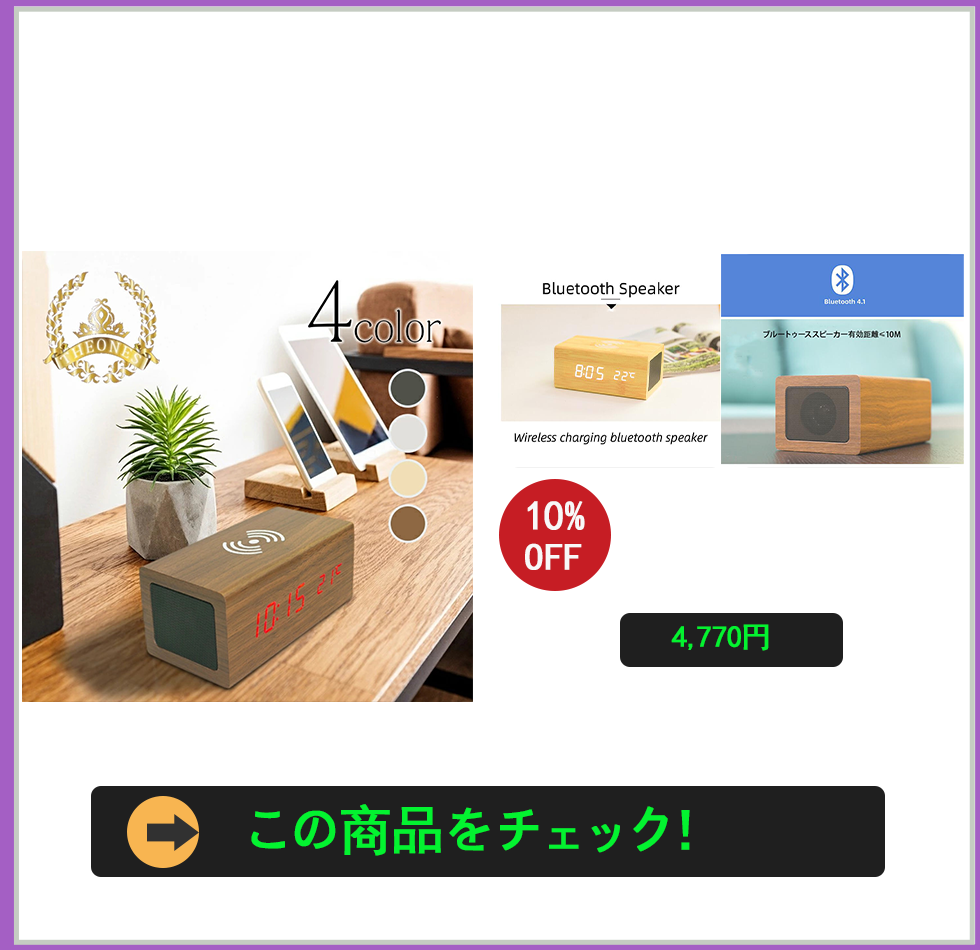 THEONES
4color
10:15 21℃
Bluetooth Speaker
8:05 22℃
Wireless charging bluetooth speaker
Bluetooth 4.1
ブルートゥーススピーカー有効距離≤10M
10%
OFF
4,770円
この商品をチェック!